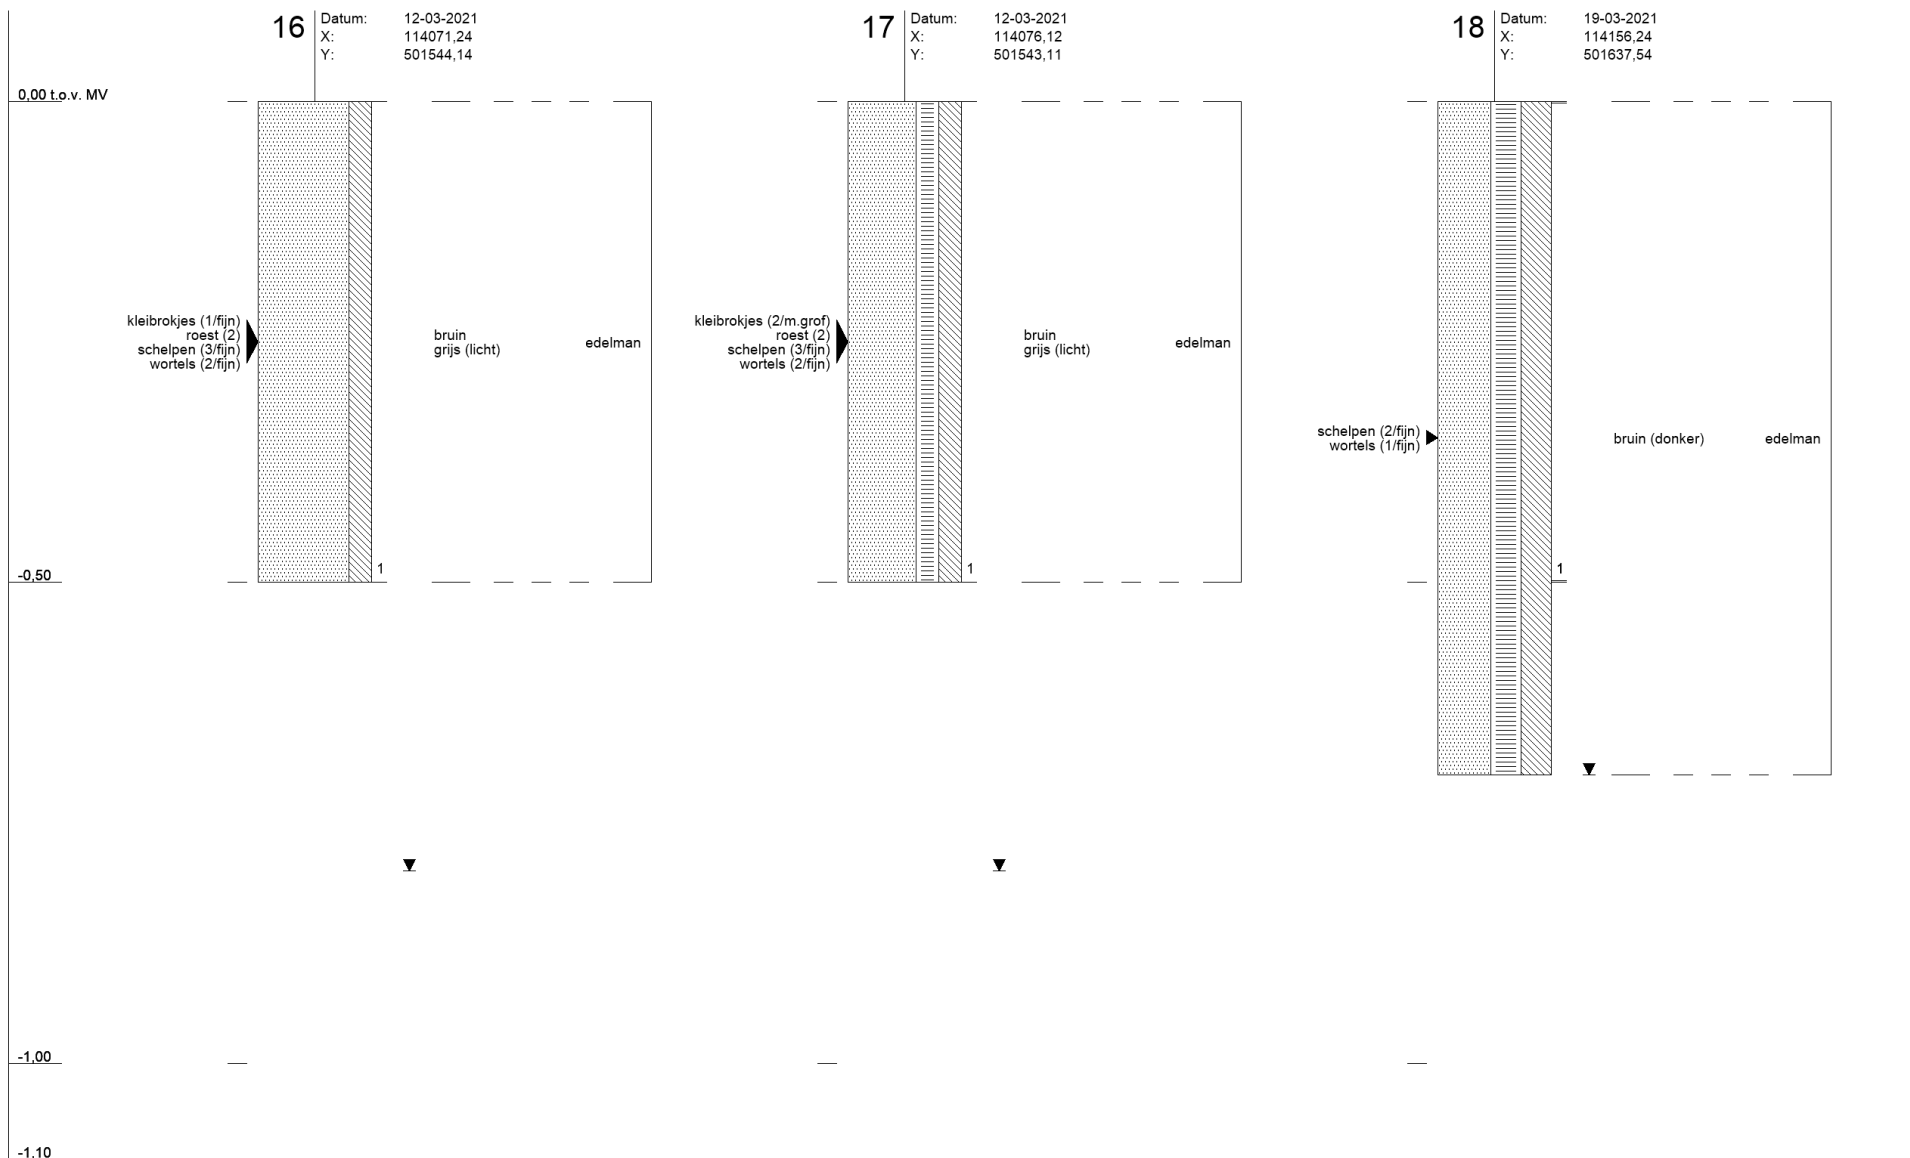 16
Datum: 12-03-2021
X: 114071,24
Y: 501544,14
17
Datum: 12-03-2021
X: 114076,12
Y: 501543,11
18
Datum: 19-03-2021
X: 114156,24
Y: 501637,54
0,00 t.o.v. MV
kleibrokjes (1/fijn)
roest (2)
schelpen (3/fijn)
wortels (2/fijn)
bruin
grijs (licht)
edelman
1
kleibrokjes (2/m.grof)
roest (2)
schelpen (3/fijn)
wortels (2/fijn)
bruin
grijs (licht)
edelman
1
schelpen (2/fijn)
wortels (1/fijn)
bruin (donker)
edelman
1
-0,50
-1,00
-1,10